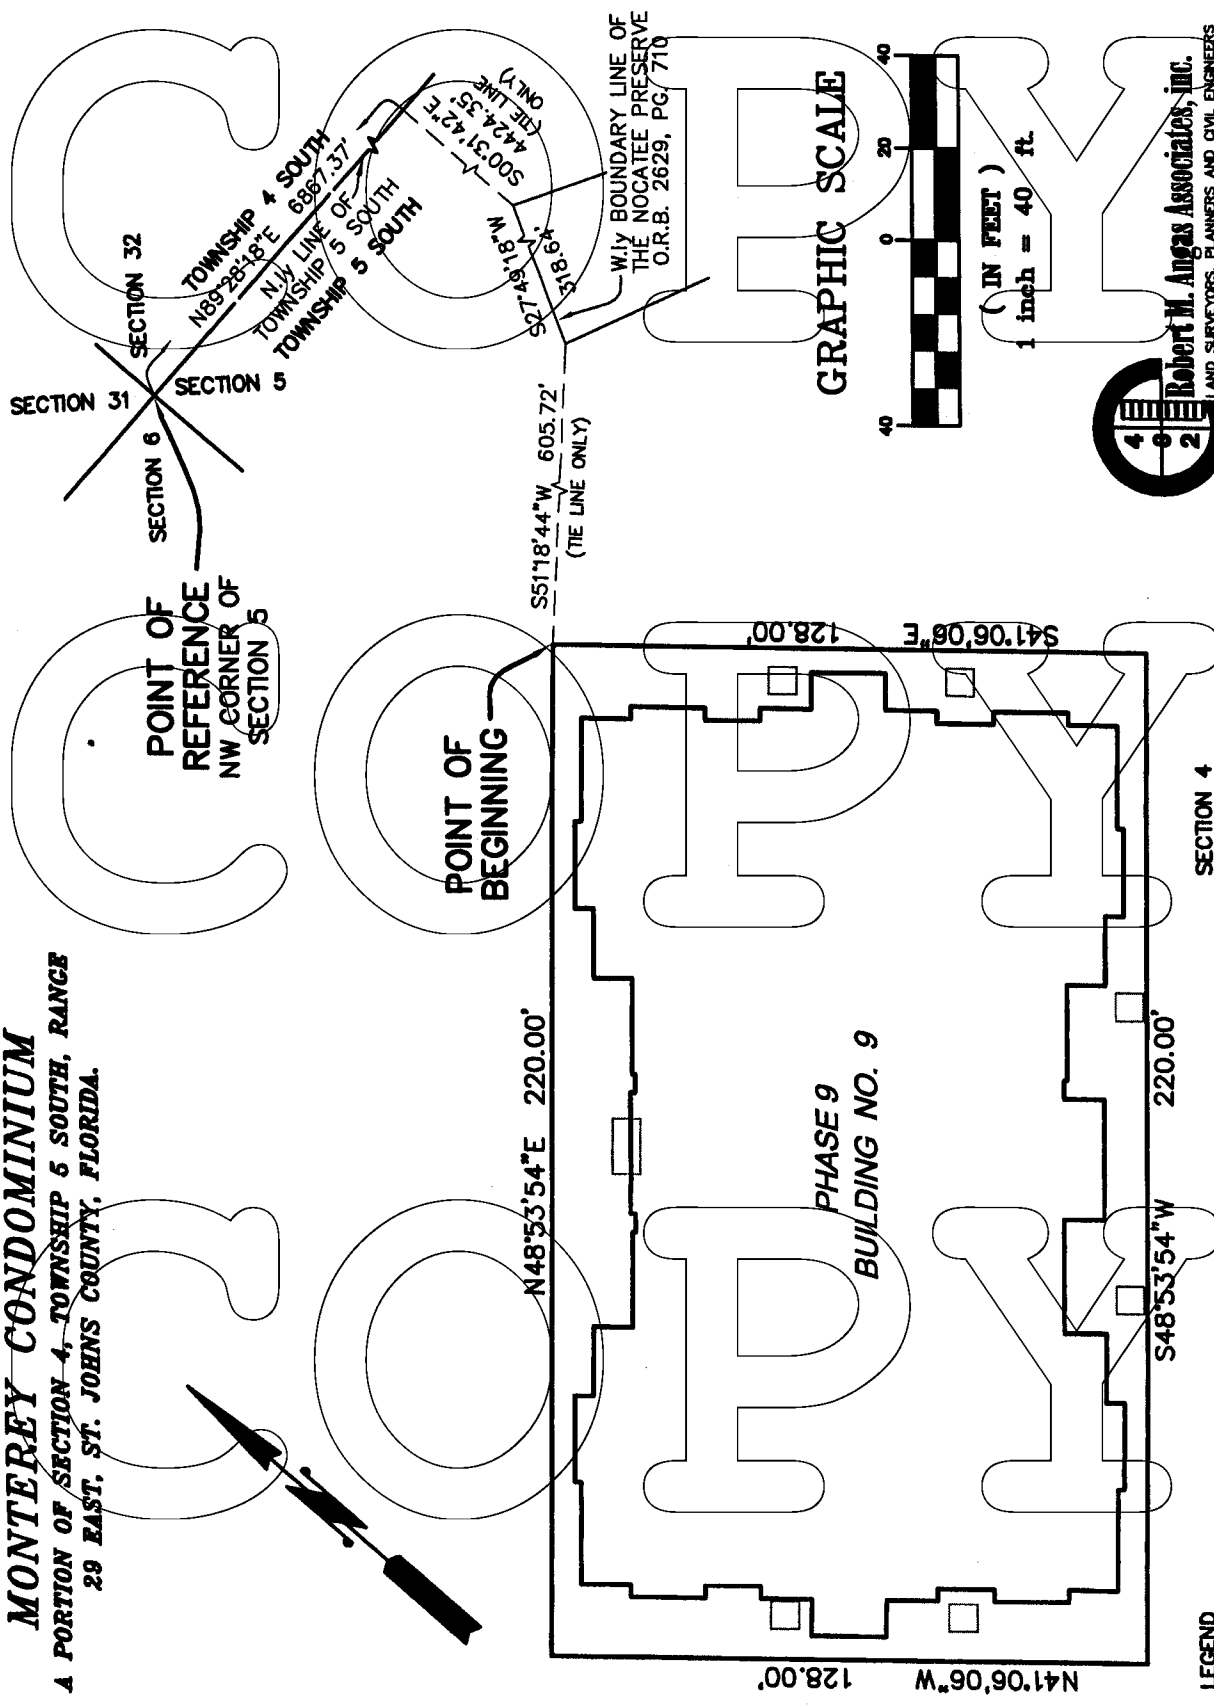 MONTEREY CONDOMINIUM
A PORTION OF SECTION 4, TOWNSHIP 5 SOUTH, RANGE
29 EAST, ST. JOHNS COUNTY, FLORIDA.
SECTION 31
SECTION 32
SECTION 6
SECTION 5
POINT OF
REFERENCE
NW CORNER OF
SECTION 5
TOWNSHIP 4 SOUTH
N89°28'18"E 6867.37'
N.ly LINE OF
TOWNSHIP 5 SOUTH
TOWNSHIP 5 SOUTH
S00°31'42"E
4424.35'
(TIE LINE
ONLY)
S27°49'18"W
318.64'
W.ly BOUNDARY LINE OF
THE NOCATEE PRESERVE
O.R.B. 2629, PG. 710
S51°18'44"W 605.72'
(TIE LINE ONLY)
POINT OF
BEGINNING
N48°53'54"E 220.00'
128.00'
S41°06'06"E
PHASE 9
BUILDING NO. 9
128.00'
N41°06'06"W
S48°53'54"W 220.00'
SECTION 4
GRAPHIC SCALE
40 0 20 40
( IN FEET )
1 inch = 40 ft.
4
6
2
Robert M. Angas Associates, inc.
LAND SURVEYORS, PLANNERS AND CIVIL ENGINEERS
LEGEND
COPY
COPY
COPY